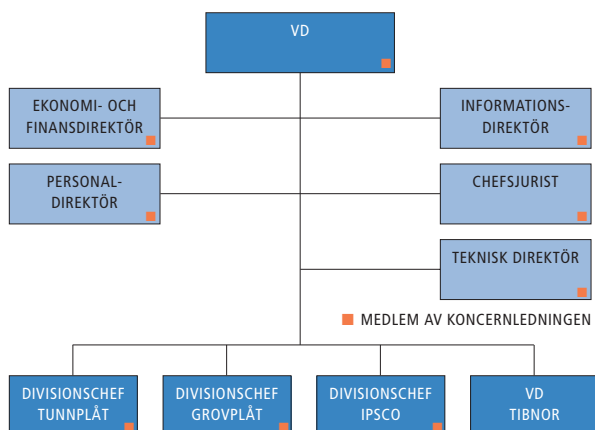 VD
EKONOMI- OCH
FINANSDIREKTÖR
INFORMATIONS-
DIREKTÖR
PERSONAL-
DIREKTÖR
CHEFSJURIST
TEKNISK DIREKTÖR
MEDLEM AV KONCERNLEDNINGEN
DIVISIONSCHEF
TUNNPLÅT
DIVISIONSCHEF
GROVPLÅT
DIVISIONSCHEF
IPSCO
VD
TIBNOR